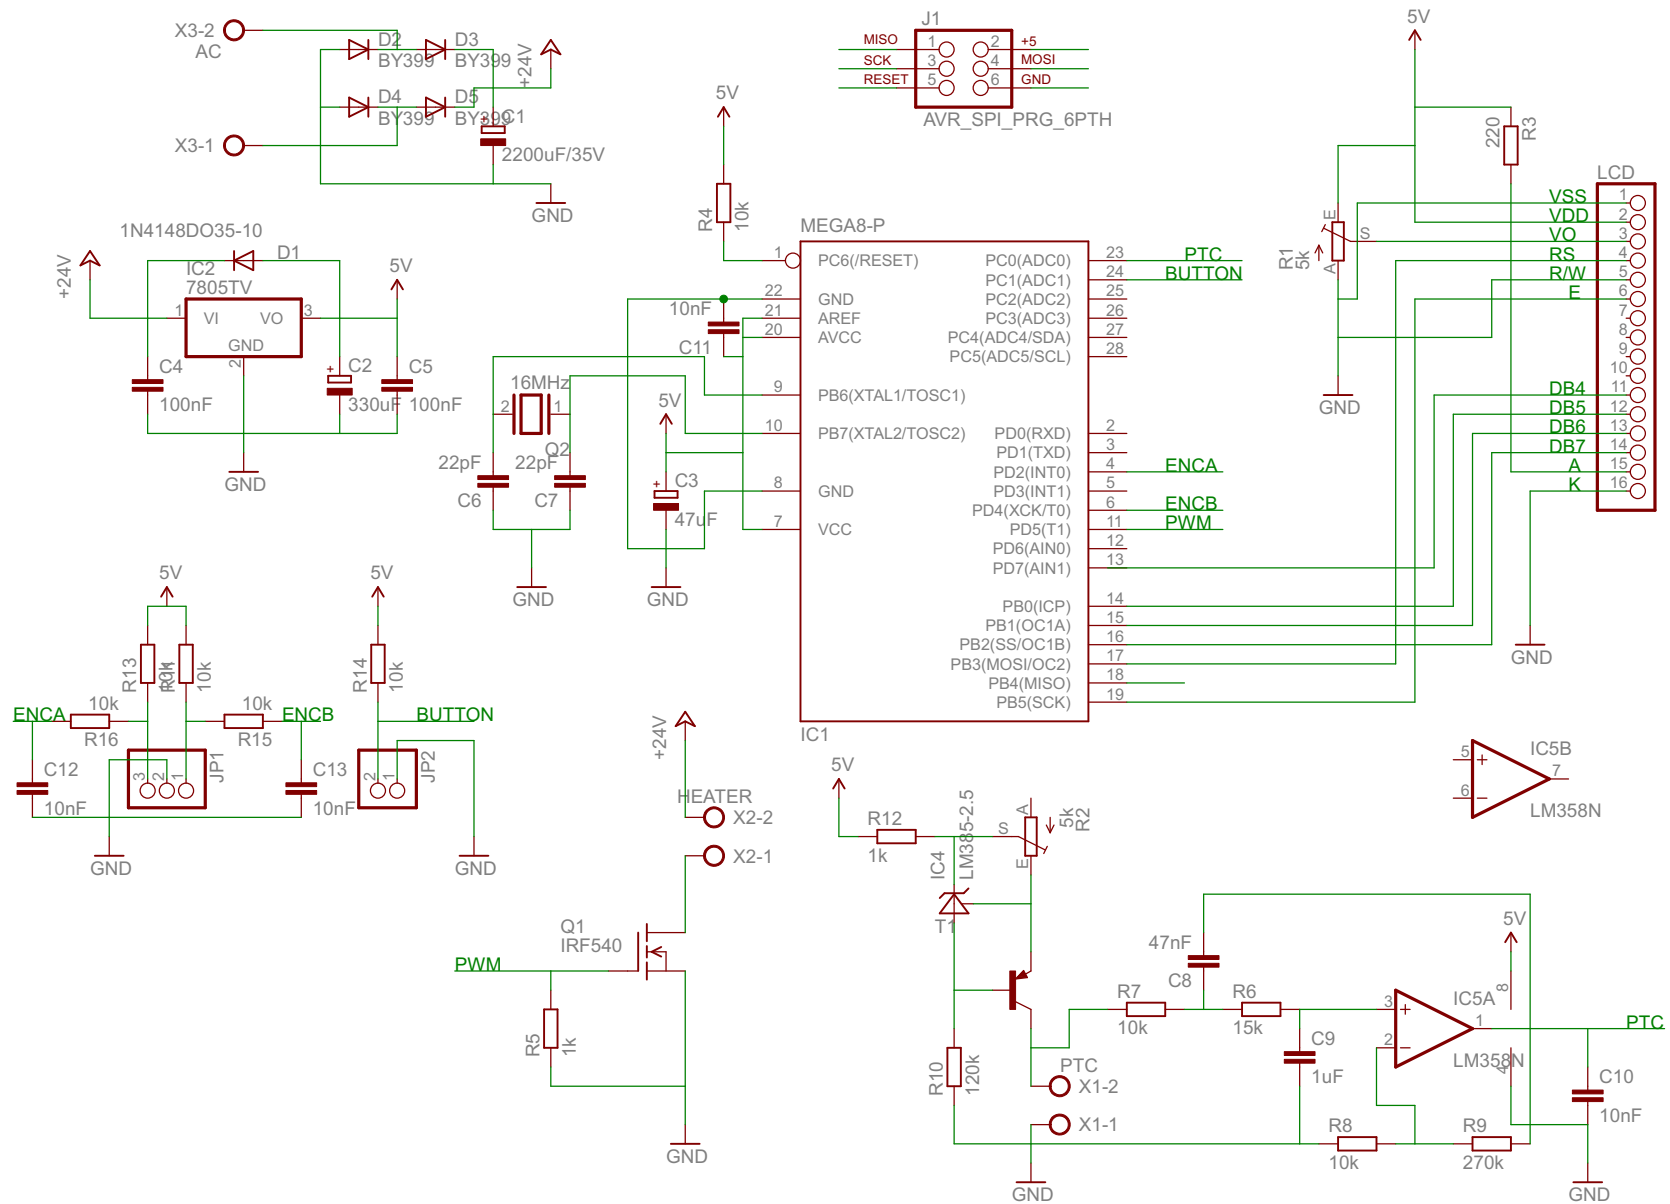 X3-2
AC
D2
BY399
D3
BY399
+24V
D4
BY399
D5
BY399
+
C1
2200uF/35V
X3-1
GND
J1
MISO
1
2
+5
SCK
3
4
MOSI
RESET
5
6
GND
AVR_SPI_PRG_6PTH
5V
R4
10k
5V
220
R3
R1
5k
E
S
A
GND
LCD
VSS
1
VDD
2
VO
3
RS
4
R/W
5
E
6
7
8
9
10
DB4
11
DB5
12
DB6
13
DB7
14
A
15
K
16
GND
1N4148DO35-10
D1
+24V
IC2
7805TV
1
VI
VO
3
GND
2
5V
C4
100nF
+
C2
330uF
C5
100nF
GND
MEGA8-P
1
PC6(/RESET)
22
GND
21
AREF
20
AVCC
9
PB6(XTAL1/TOSC1)
10
PB7(XTAL2/TOSC2)
8
GND
7
VCC
PC0(ADC0)
23
PTC
PC1(ADC1)
24
BUTTON
PC2(ADC2)
25
PC3(ADC3)
26
PC4(ADC4/SDA)
27
PC5(ADC5/SCL)
28
PD0(RXD)
2
PD1(TXD)
3
PD2(INT0)
4
ENCA
PD3(INT1)
5
PD4(XCK/T0)
6
ENCB
PD5(T1)
11
PWM
PD6(AIN0)
12
PD7(AIN1)
13
PB0(ICP)
14
PB1(OC1A)
15
PB2(SS/OC1B)
16
PB3(MOSI/OC2)
17
PB4(MISO)
18
PB5(SCK)
19
IC1
10nF
C11
16MHz
2
1
Q2
22pF
C6
22pF
C7
GND
5V
+
C3
47uF
GND
5V
R13
10k
10k
ENCA
10k
R16
10k
R15
ENCB
C12
10nF
3
2
1
JP1
C13
10nF
GND
5V
R14
10k
BUTTON
2
1
JP2
GND
+24V
HEATER
X2-2
X2-1
Q1
IRF540
PWM
R5
1k
GND
5V
R12
1k
IC4
LM385-2.5
S
A
E
5k
R2
T1
R10
120k
PTC
X1-2
X1-1
GND
R7
10k
47nF
C8
R6
15k
C9
1uF
R8
10k
R9
270k
5
+
6
−
7
IC5B
LM358N
5V
8
IC5A
3
+
2
−
1
LM358N
4
PTC
C10
10nF
GND